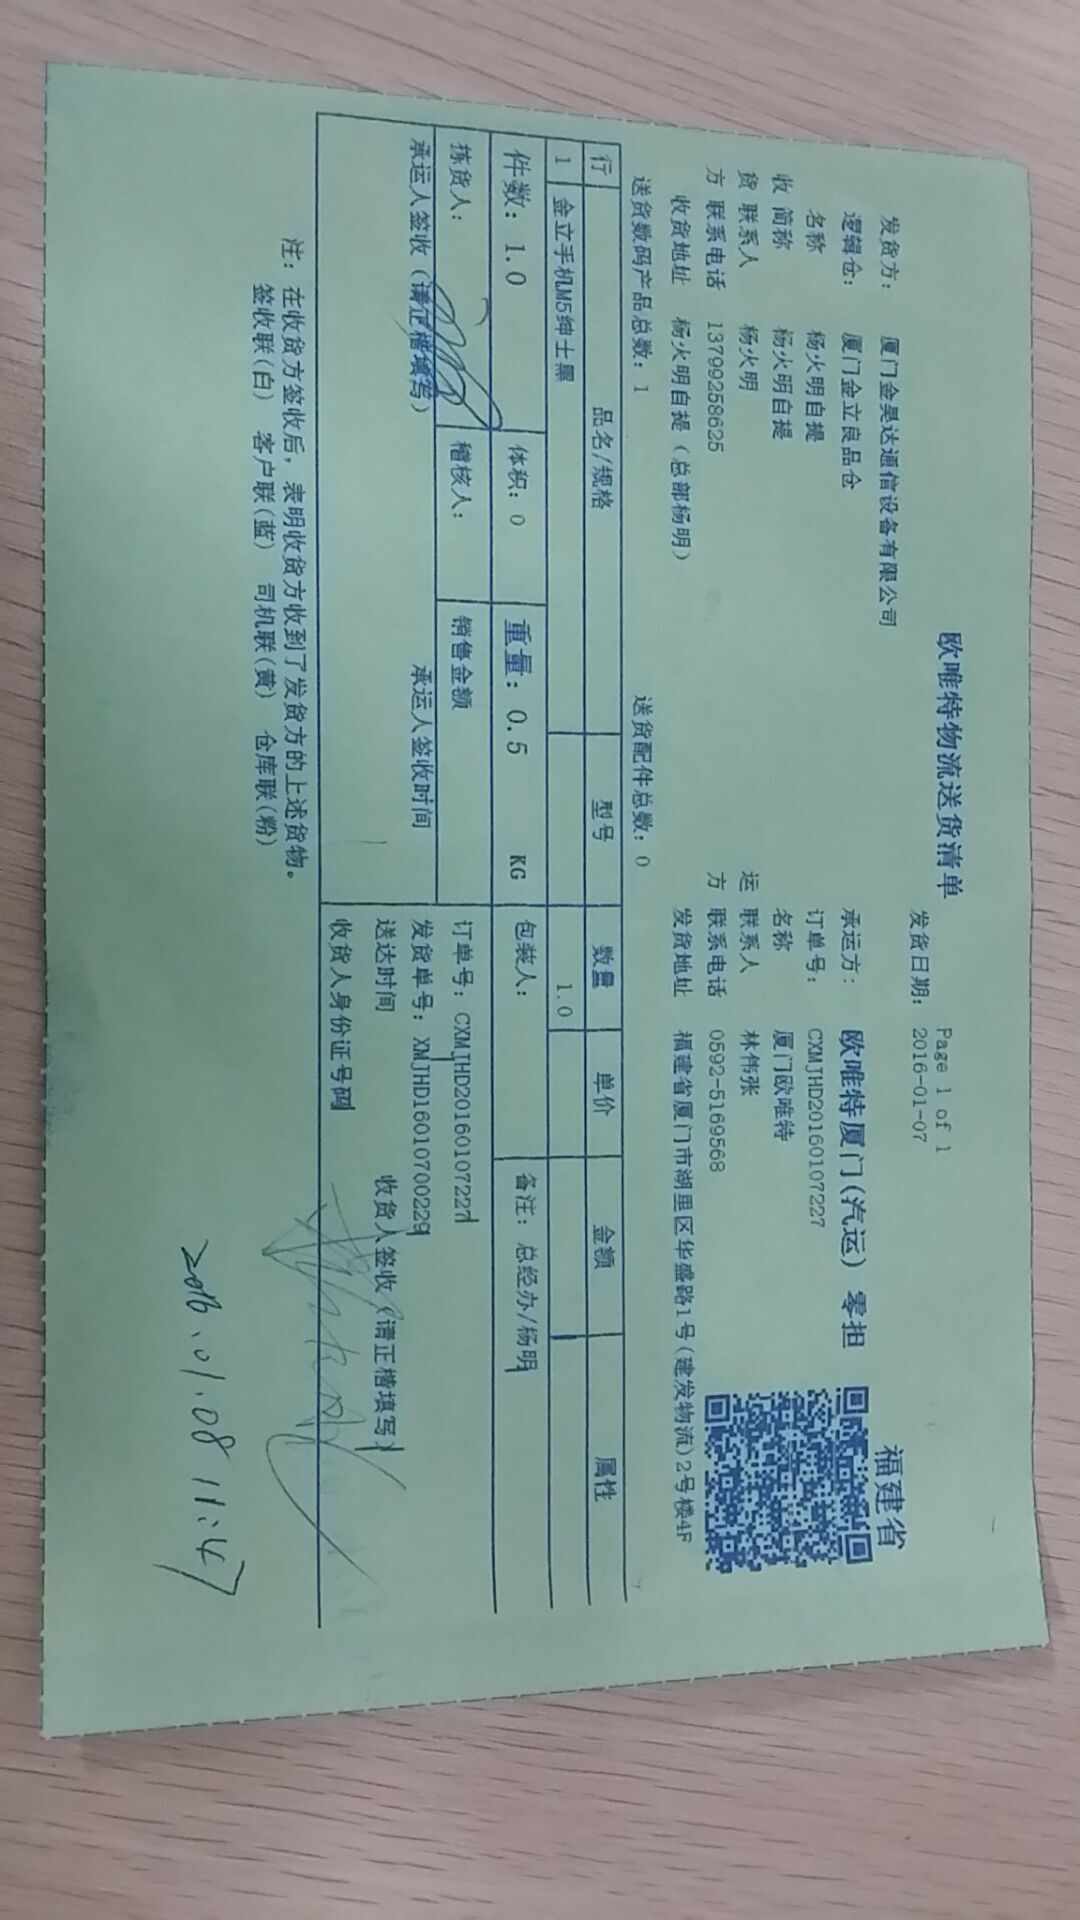 欧唯特物流送货清单
Page 1 of 1
发货日期: 2016-01-07
福建省
发货方: 厦门金昊达通信设备有限公司
逻辑仓: 厦门金立良品仓
承运方: 欧唯特厦门(汽运) 零担
名称 杨火明自提
订单号: CXMJHD20160107227
收 简称 杨火明自提
名称 厦门欧唯特
货 联系人 杨火明
运 联系人 林伟张
方 联系电话 13799258625
方 联系电话 0592-5169568
收货地址 杨火明自提(总部杨明)
发货地址 福建省厦门市湖里区华盛路1号(建发物流)2号楼4F
送货数码产品总数: 1 送货配件总数: 0
行 品名/规格 型号 数量 单价 金额 属性
1 金立手机M5绅士黑 1.0
件数: 1.0 体积: 0 重量: 0.5 KG 包装人: 备注: 总经办/杨明
拣货人: 稽核人: 销售金额 订单号: CXMJHD20160107227
承运人签收(请正楷填写) 承运人签收时间 发货单号: XMJHD16010700229
送达时间 收货人签收(请正楷填写)
收货人身份证号码
注: 在收货方签收后, 表明收货方收到了发货方的上述货物。
签收联(白) 客户联(蓝) 司机联(黄) 仓库联(粉)
2016.01.08 11:47